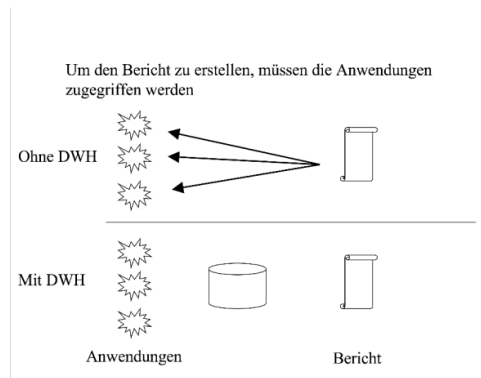 Um den Bericht zu erstellen, müssen die Anwendungen
zugegriffen werden
Ohne DWH
Mit DWH
Anwendungen
Bericht